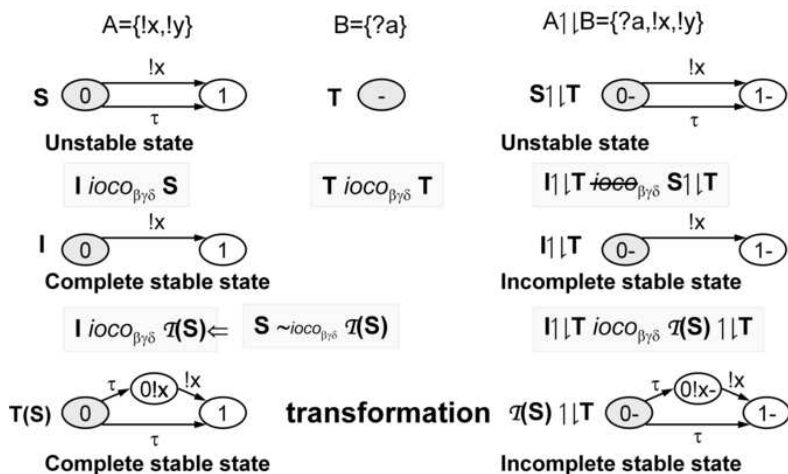 A={!x,!y} B={?a} A↿⇂B={?a,!x,!y}
!x !x
S 0 1 T - S↿⇂T 0- 1-
τ τ
Unstable state Unstable state
I ioco_βγδ S T ioco_βγδ T I↿⇂T ioco_βγδ S↿⇂T
!x !x
I 0 1 I↿⇂T 0- 1-
Complete stable state Incomplete stable state
I ioco_βγδ 𝒯(S)⇐ S ~ioco_βγδ 𝒯(S) I↿⇂T ioco_βγδ 𝒯(S) ↿⇂T
τ 0!x !x τ 0!x- !x
T(S) 0 1 transformation 𝒯(S) ↿⇂T 0- 1-
τ τ
Complete stable state Incomplete stable state